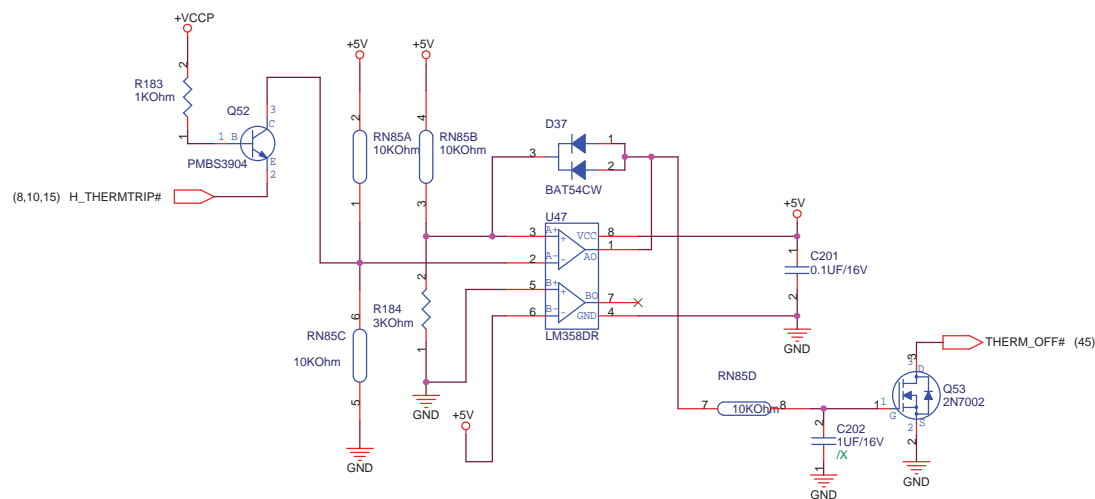 +VCCP
+5V
+5V
2
R183
1KOhm
1
Q52
3
C
1 B
E
2
PMBS3904
(8,10,15) H_THERMTRIP#
2
RN85A
10KOhm
1
4
RN85B
10KOhm
3
D37
3
1
2
BAT54CW
U47
3 A+ + VCC 8
AO 1
2 A- -
5 B+ + BO 7
6 B- - GND 4
LM358DR
+5V
1
C201
0.1UF/16V
2
GND
2
R184
3KOhm
1
GND
6
RN85C
10KOhm
5
GND
+5V
RN85D
7 10KOhm 8
2
C202
1UF/16V
/X
1
GND
THERM_OFF# (45)
3
3 D
Q53
2N7002
1 1
G
2 S
2
GND